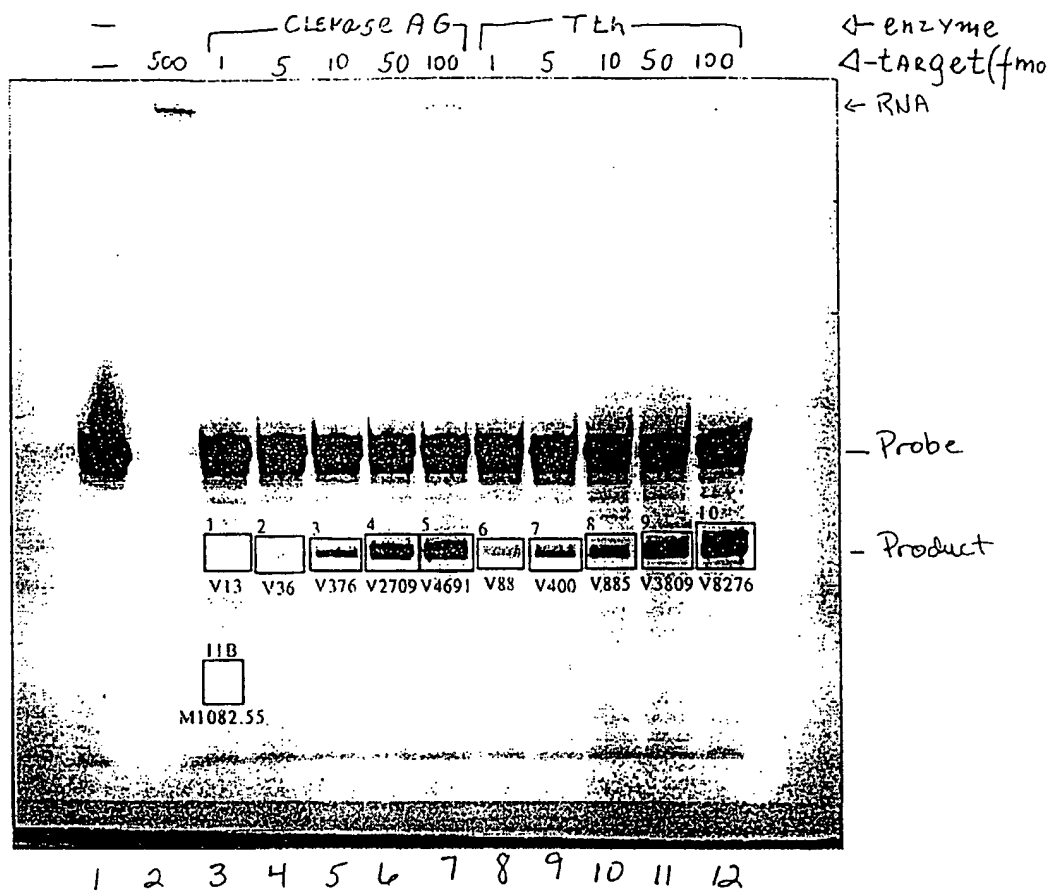 — Cleavase AG Tth ◁— enzyme
— 500 1 5 10 50 100 1 5 10 50 100 ◁— target (fmo
← RNA
— Probe
1 2 3 4 5 6 7 8 9 10
— Product
V13 V36 V376 V2709 V4691 V88 V400 V885 V3809 V8276
11B
M1082.55
1 2 3 4 5 6 7 8 9 10 11 12